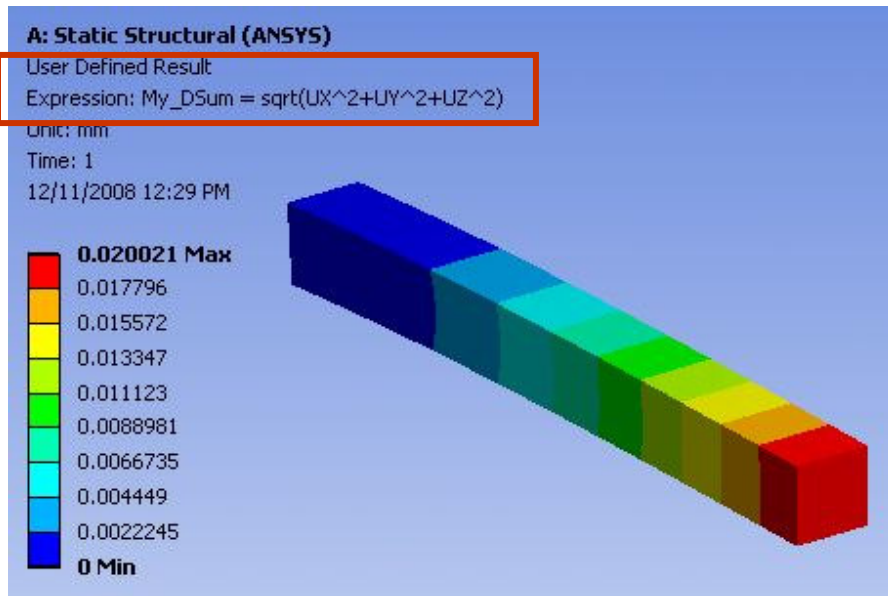 A: Static Structural (ANSYS)
User Defined Result
Expression: My_DSum = sqrt(UX^2+UY^2+UZ^2)
Unit: mm
Time: 1
12/11/2008 12:29 PM
0.020021 Max
0.017796
0.015572
0.013347
0.011123
0.0088981
0.0066735
0.004449
0.0022245
0 Min